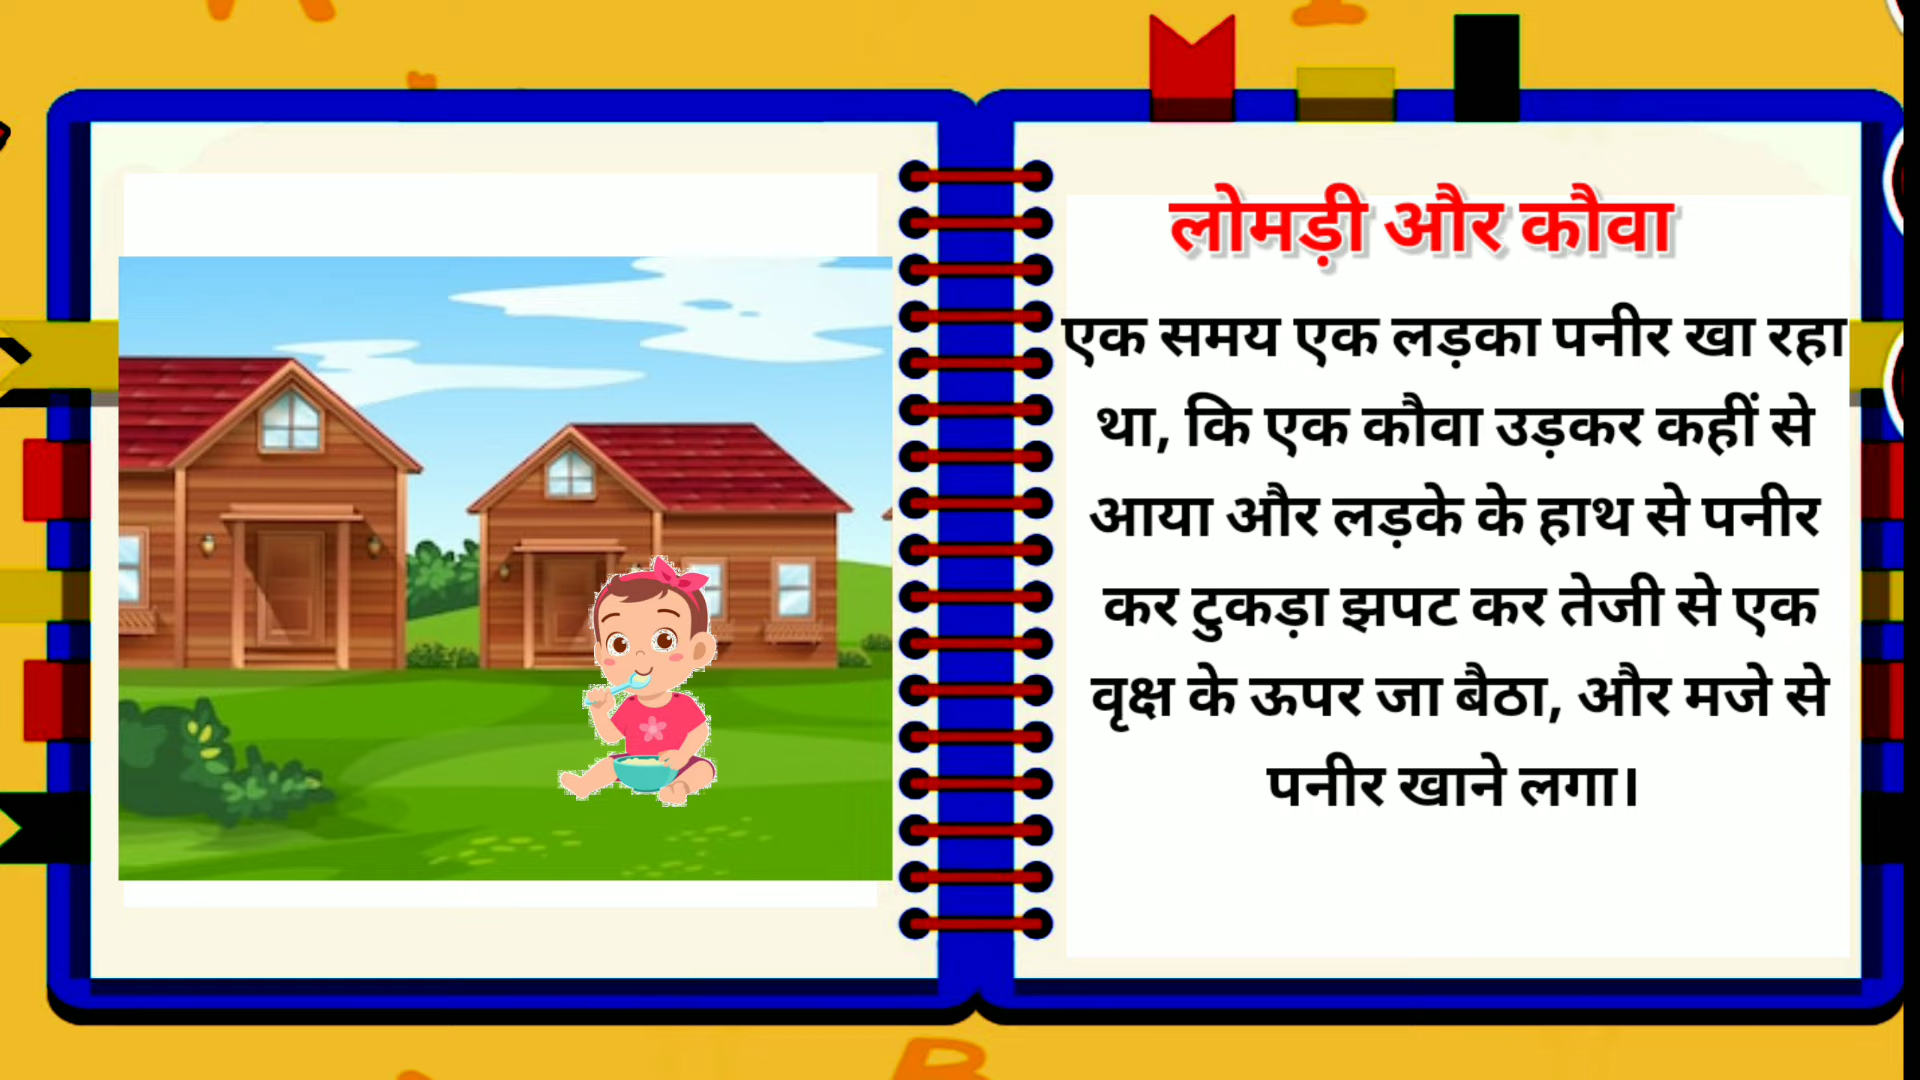 लोमड़ी और कौवा
एक समय एक लड़का पनीर खा रहा
था, कि एक कौवा उड़कर कहीं से
आया और लड़के के हाथ से पनीर
कर टुकड़ा झपट कर तेजी से एक
वृक्ष के ऊपर जा बैठा, और मजे से
पनीर खाने लगा।
B